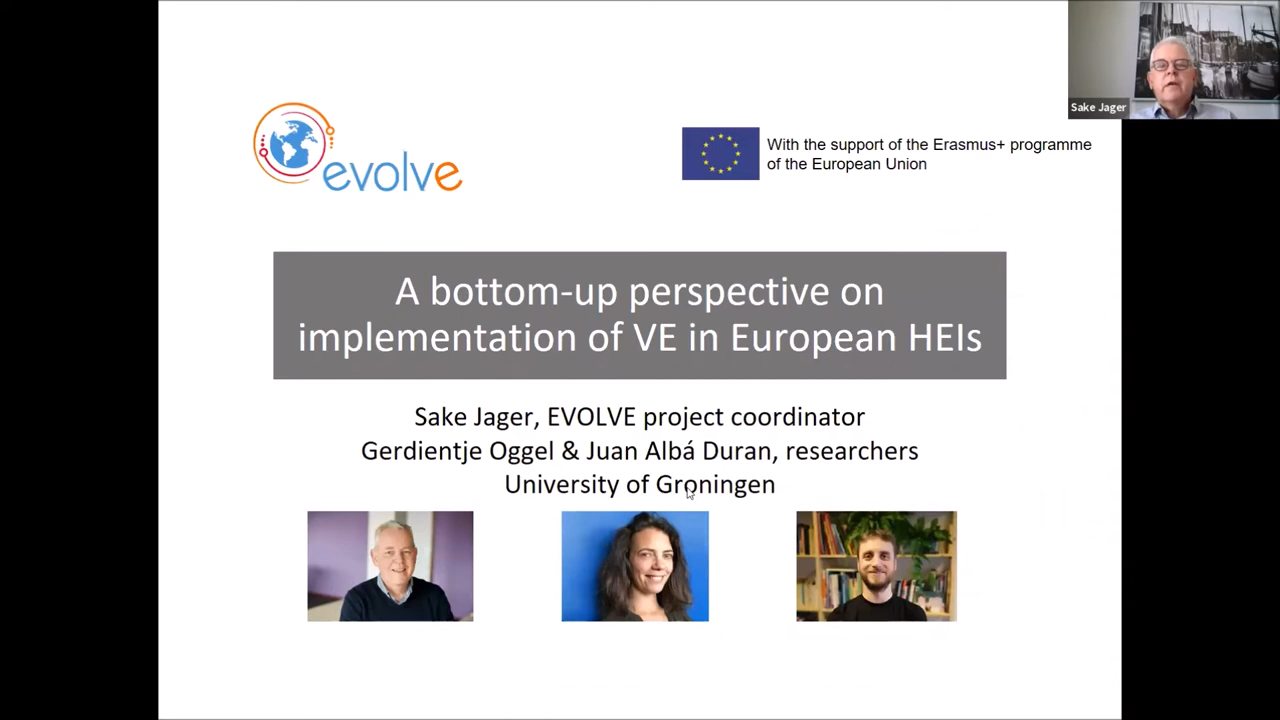 Sake Jager
evolve
With the support of the Erasmus+ programme
of the European Union
A bottom-up perspective on
implementation of VE in European HEIs
Sake Jager, EVOLVE project coordinator
Gerdientje Oggel & Juan Albá Duran, researchers
University of Groningen